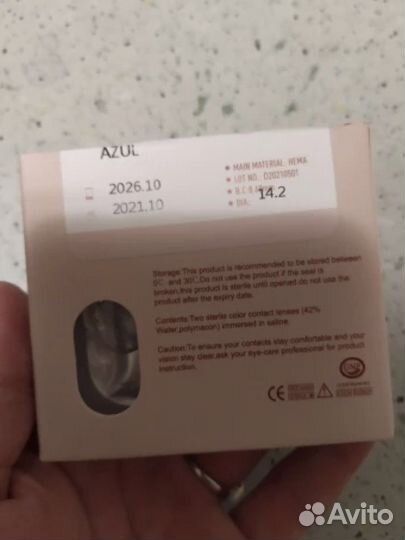 AZUL
2026.10
2021.10
• MAIN MATERIAL: HEMA
• LOT NO.: D20210501
• B.C:8.
• DIA: 14.2
Storage:This product is recommended to be stored between
5℃ and 30℃,Do not use the product if the seal is
broken,this product is sterile until opened do not use the
product after the expiry date.
Contents:Two sterile color contact lenses (42%
Water,polymacon) immersed in saline.
Caution:To ensure your contacts stay comfortable and your
vision stay clear,ask your eye-care professional for product
instruction.
CE
Avito